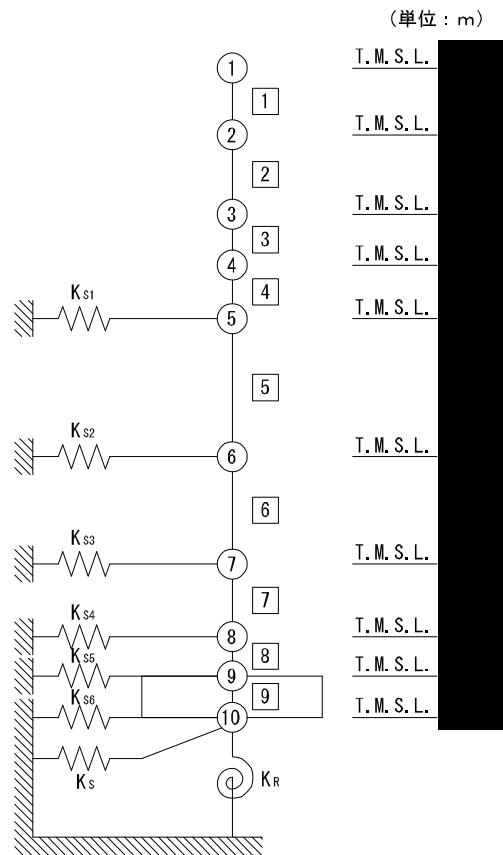 (単位:m)
① T.M.S.L.
1
② T.M.S.L.
2
③ T.M.S.L.
3
④ T.M.S.L.
4
KS1 ⑤ T.M.S.L.
5
KS2 ⑥ T.M.S.L.
6
KS3 ⑦ T.M.S.L.
7
KS4 ⑧ T.M.S.L.
8
KS5 ⑨ T.M.S.L.
9
KS6 ⑩ T.M.S.L.
KS
KR